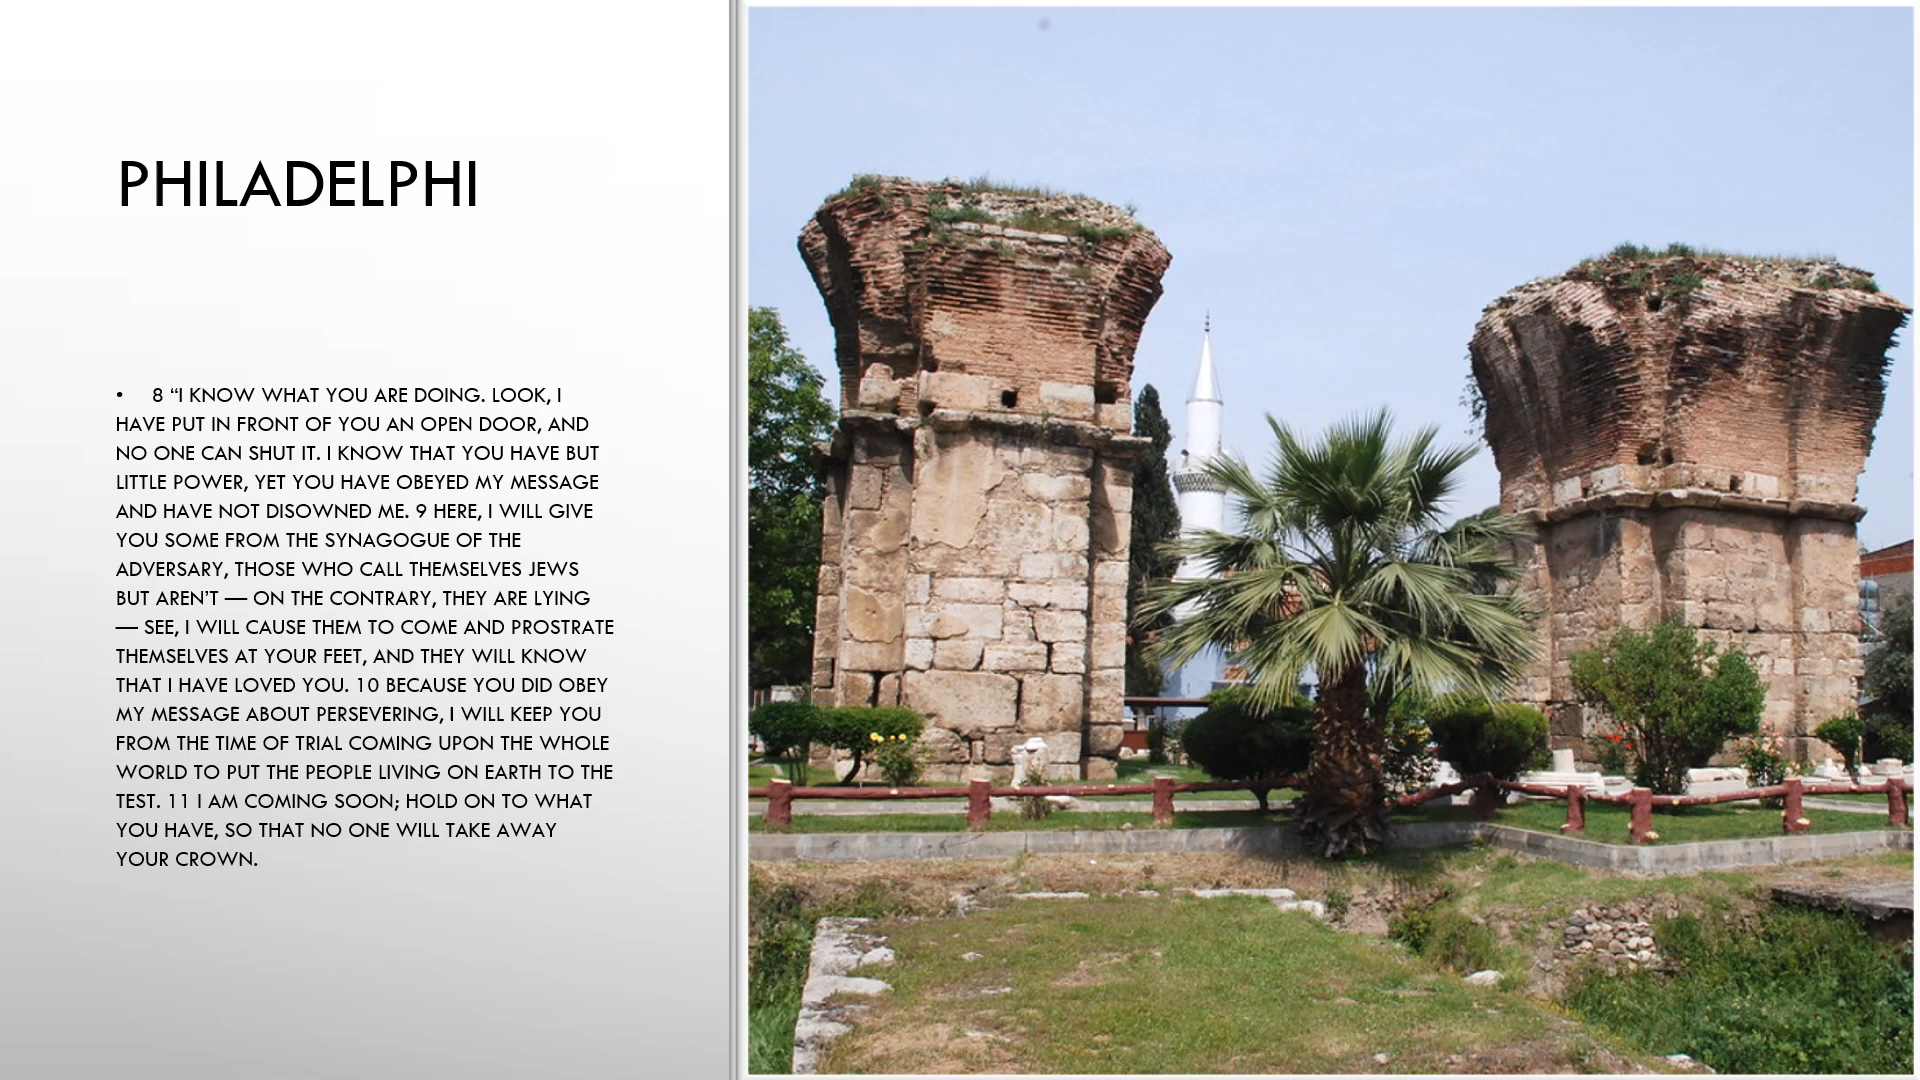 PHILADELPHI
• 8 “I KNOW WHAT YOU ARE DOING. LOOK, I
HAVE PUT IN FRONT OF YOU AN OPEN DOOR, AND
NO ONE CAN SHUT IT. I KNOW THAT YOU HAVE BUT
LITTLE POWER, YET YOU HAVE OBEYED MY MESSAGE
AND HAVE NOT DISOWNED ME. 9 HERE, I WILL GIVE
YOU SOME FROM THE SYNAGOGUE OF THE
ADVERSARY, THOSE WHO CALL THEMSELVES JEWS
BUT AREN’T — ON THE CONTRARY, THEY ARE LYING
— SEE, I WILL CAUSE THEM TO COME AND PROSTRATE
THEMSELVES AT YOUR FEET, AND THEY WILL KNOW
THAT I HAVE LOVED YOU. 10 BECAUSE YOU DID OBEY
MY MESSAGE ABOUT PERSEVERING, I WILL KEEP YOU
FROM THE TIME OF TRIAL COMING UPON THE WHOLE
WORLD TO PUT THE PEOPLE LIVING ON EARTH TO THE
TEST. 11 I AM COMING SOON; HOLD ON TO WHAT
YOU HAVE, SO THAT NO ONE WILL TAKE AWAY
YOUR CROWN.